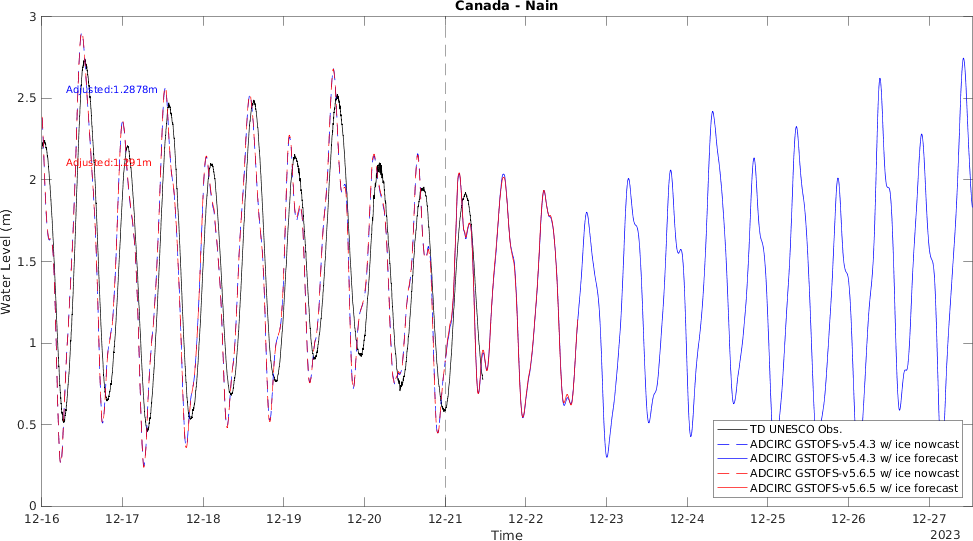 Canada - Nain
3
2.5
2
1.5
1
0.5
0
Water Level (m)
Adjusted:1.2878m
Adjusted:1.291m
TD UNESCO Obs.
ADCIRC GSTOFS-v5.4.3 w/ ice nowcast
ADCIRC GSTOFS-v5.4.3 w/ ice forecast
ADCIRC GSTOFS-v5.6.5 w/ ice nowcast
ADCIRC GSTOFS-v5.6.5 w/ ice forecast
12-16 12-17 12-18 12-19 12-20 12-21 12-22 12-23 12-24 12-25 12-26 12-27
Time
2023